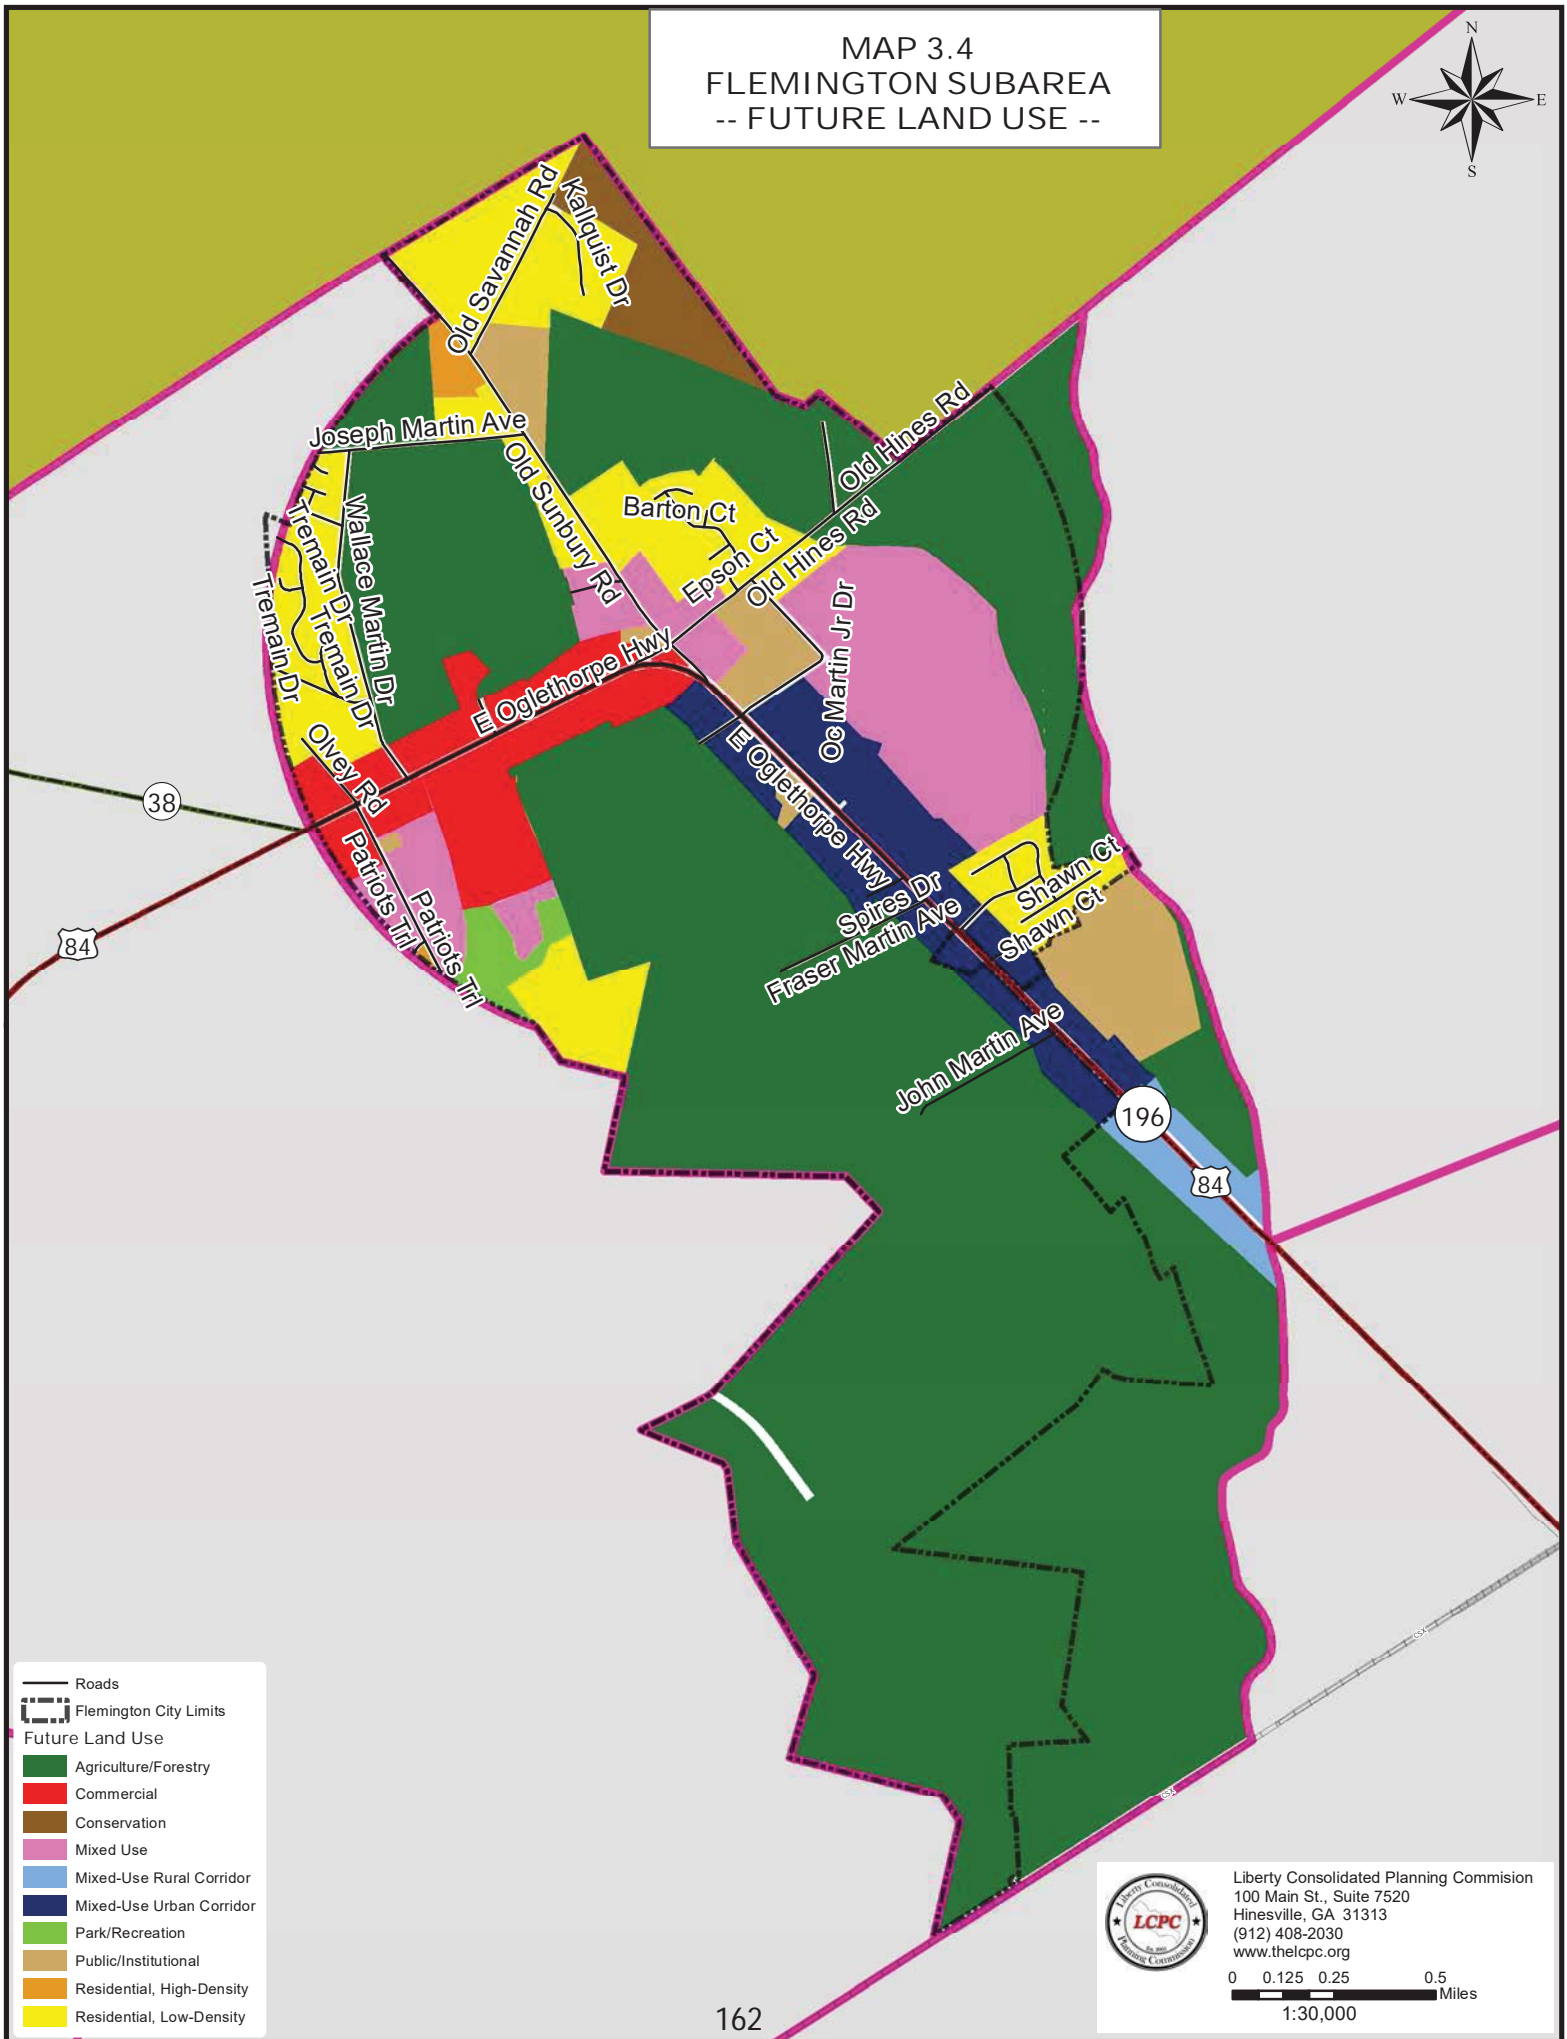 MAP 3.4
FLEMINGTON SUBAREA
-- FUTURE LAND USE --
N
W
E
S
Old Savannah Rd
Kallquist Dr
Joseph Martin Ave
Old Hines Rd
Old Sunbury Rd
Barton Ct
Epson Ct
Old Hines Rd
Tremain Dr
Wallace Martin Dr
Tremain Dr
Tremain Dr
Oc Martin Jr Dr
E Oglethorpe Hwy
Olvey Rd
E Oglethorpe Hwy
38
84
Patriots Trl
Patriots Trl
Spires Dr
Fraser Martin Ave
Shawn Ct
Shawn Ct
John Martin Ave
196
84
CSX
CSX
Roads
Flemington City Limits
Future Land Use
Agriculture/Forestry
Commercial
Conservation
Mixed Use
Mixed-Use Rural Corridor
Mixed-Use Urban Corridor
Park/Recreation
Public/Institutional
Residential, High-Density
Residential, Low-Density
Liberty Consolidated
LCPC
Planning Commission
Liberty Consolidated Planning Commision
100 Main St., Suite 7520
Hinesville, GA 31313
(912) 408-2030
www.thelcpc.org
0 0.125 0.25 0.5
Miles
1:30,000
162